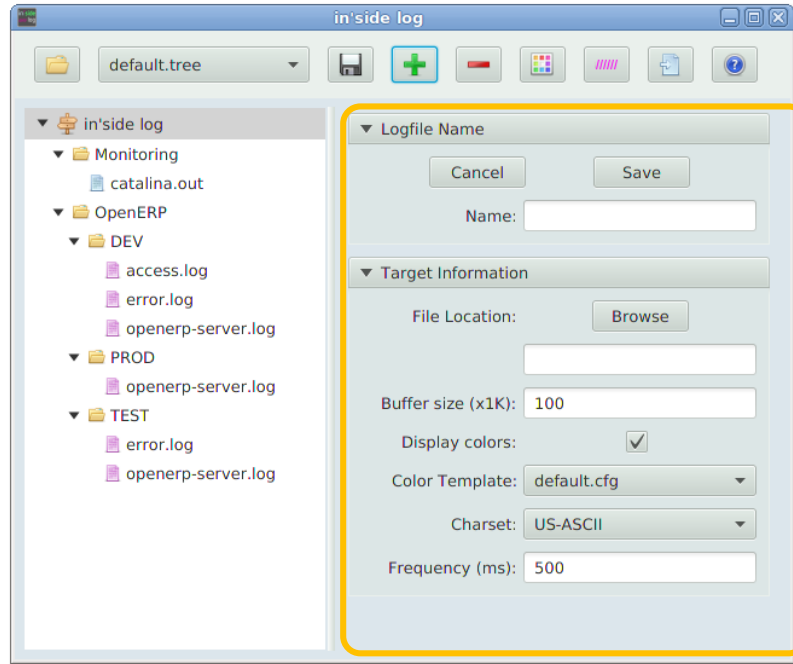 in'side log
default.tree
in'side log
Monitoring
catalina.out
OpenERP
DEV
access.log
error.log
openerp-server.log
PROD
openerp-server.log
TEST
error.log
openerp-server.log
Logfile Name
Cancel Save
Name:
Target Information
File Location: Browse
Buffer size (x1K): 100
Display colors:
Color Template: default.cfg
Charset: US-ASCII
Frequency (ms): 500